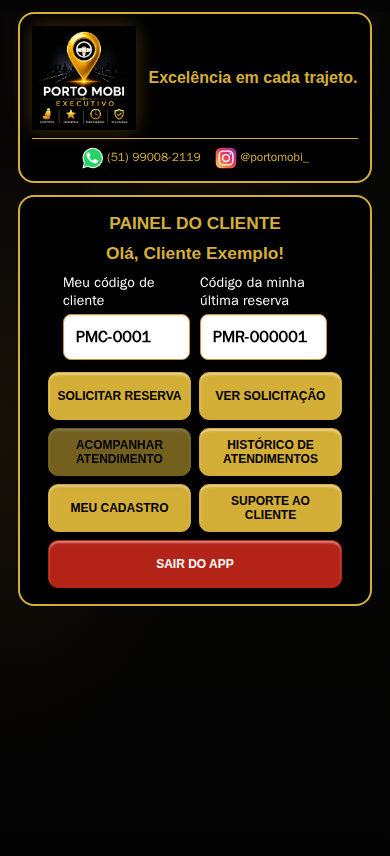 PORTO MOBI
EXECUTIVO
Excelência em cada trajeto.
(51) 99008-2119
@portomobi_
PAINEL DO CLIENTE
Olá, Cliente Exemplo!
Meu código de
cliente
Código da minha
última reserva
PMC-0001
PMR-000001
SOLICITAR RESERVA
VER SOLICITAÇÃO
ACOMPANHAR
ATENDIMENTO
HISTÓRICO DE
ATENDIMENTOS
MEU CADASTRO
SUPORTE AO
CLIENTE
SAIR DO APP